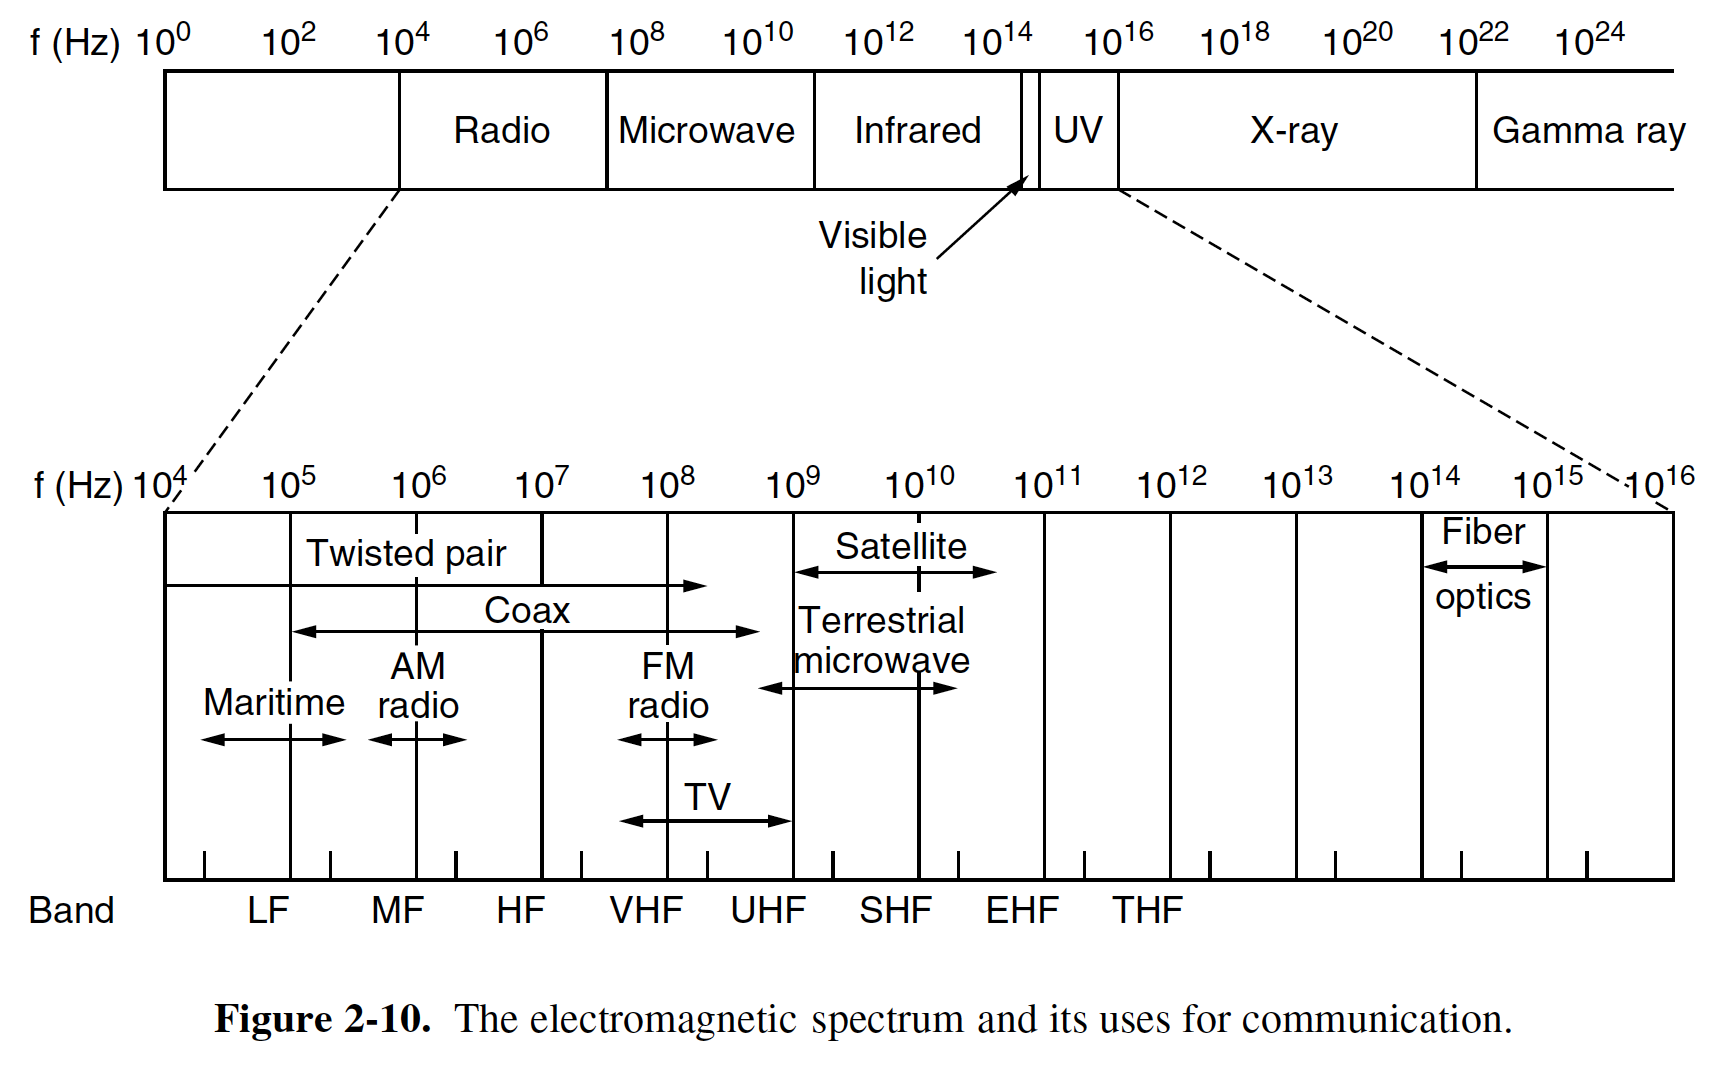 f (Hz) 10⁰ 10² 10⁴ 10⁶ 10⁸ 10¹⁰ 10¹² 10¹⁴ 10¹⁶ 10¹⁸ 10²⁰ 10²² 10²⁴
Radio Microwave Infrared UV X-ray Gamma ray
Visible
light
f (Hz) 10⁴ 10⁵ 10⁶ 10⁷ 10⁸ 10⁹ 10¹⁰ 10¹¹ 10¹² 10¹³ 10¹⁴ 10¹⁵ 10¹⁶
Twisted pair
Coax
Satellite
Fiber
optics
Terrestrial
microwave
AM
radio
FM
radio
Maritime
TV
Band LF MF HF VHF UHF SHF EHF THF
Figure 2-10. The electromagnetic spectrum and its uses for communication.